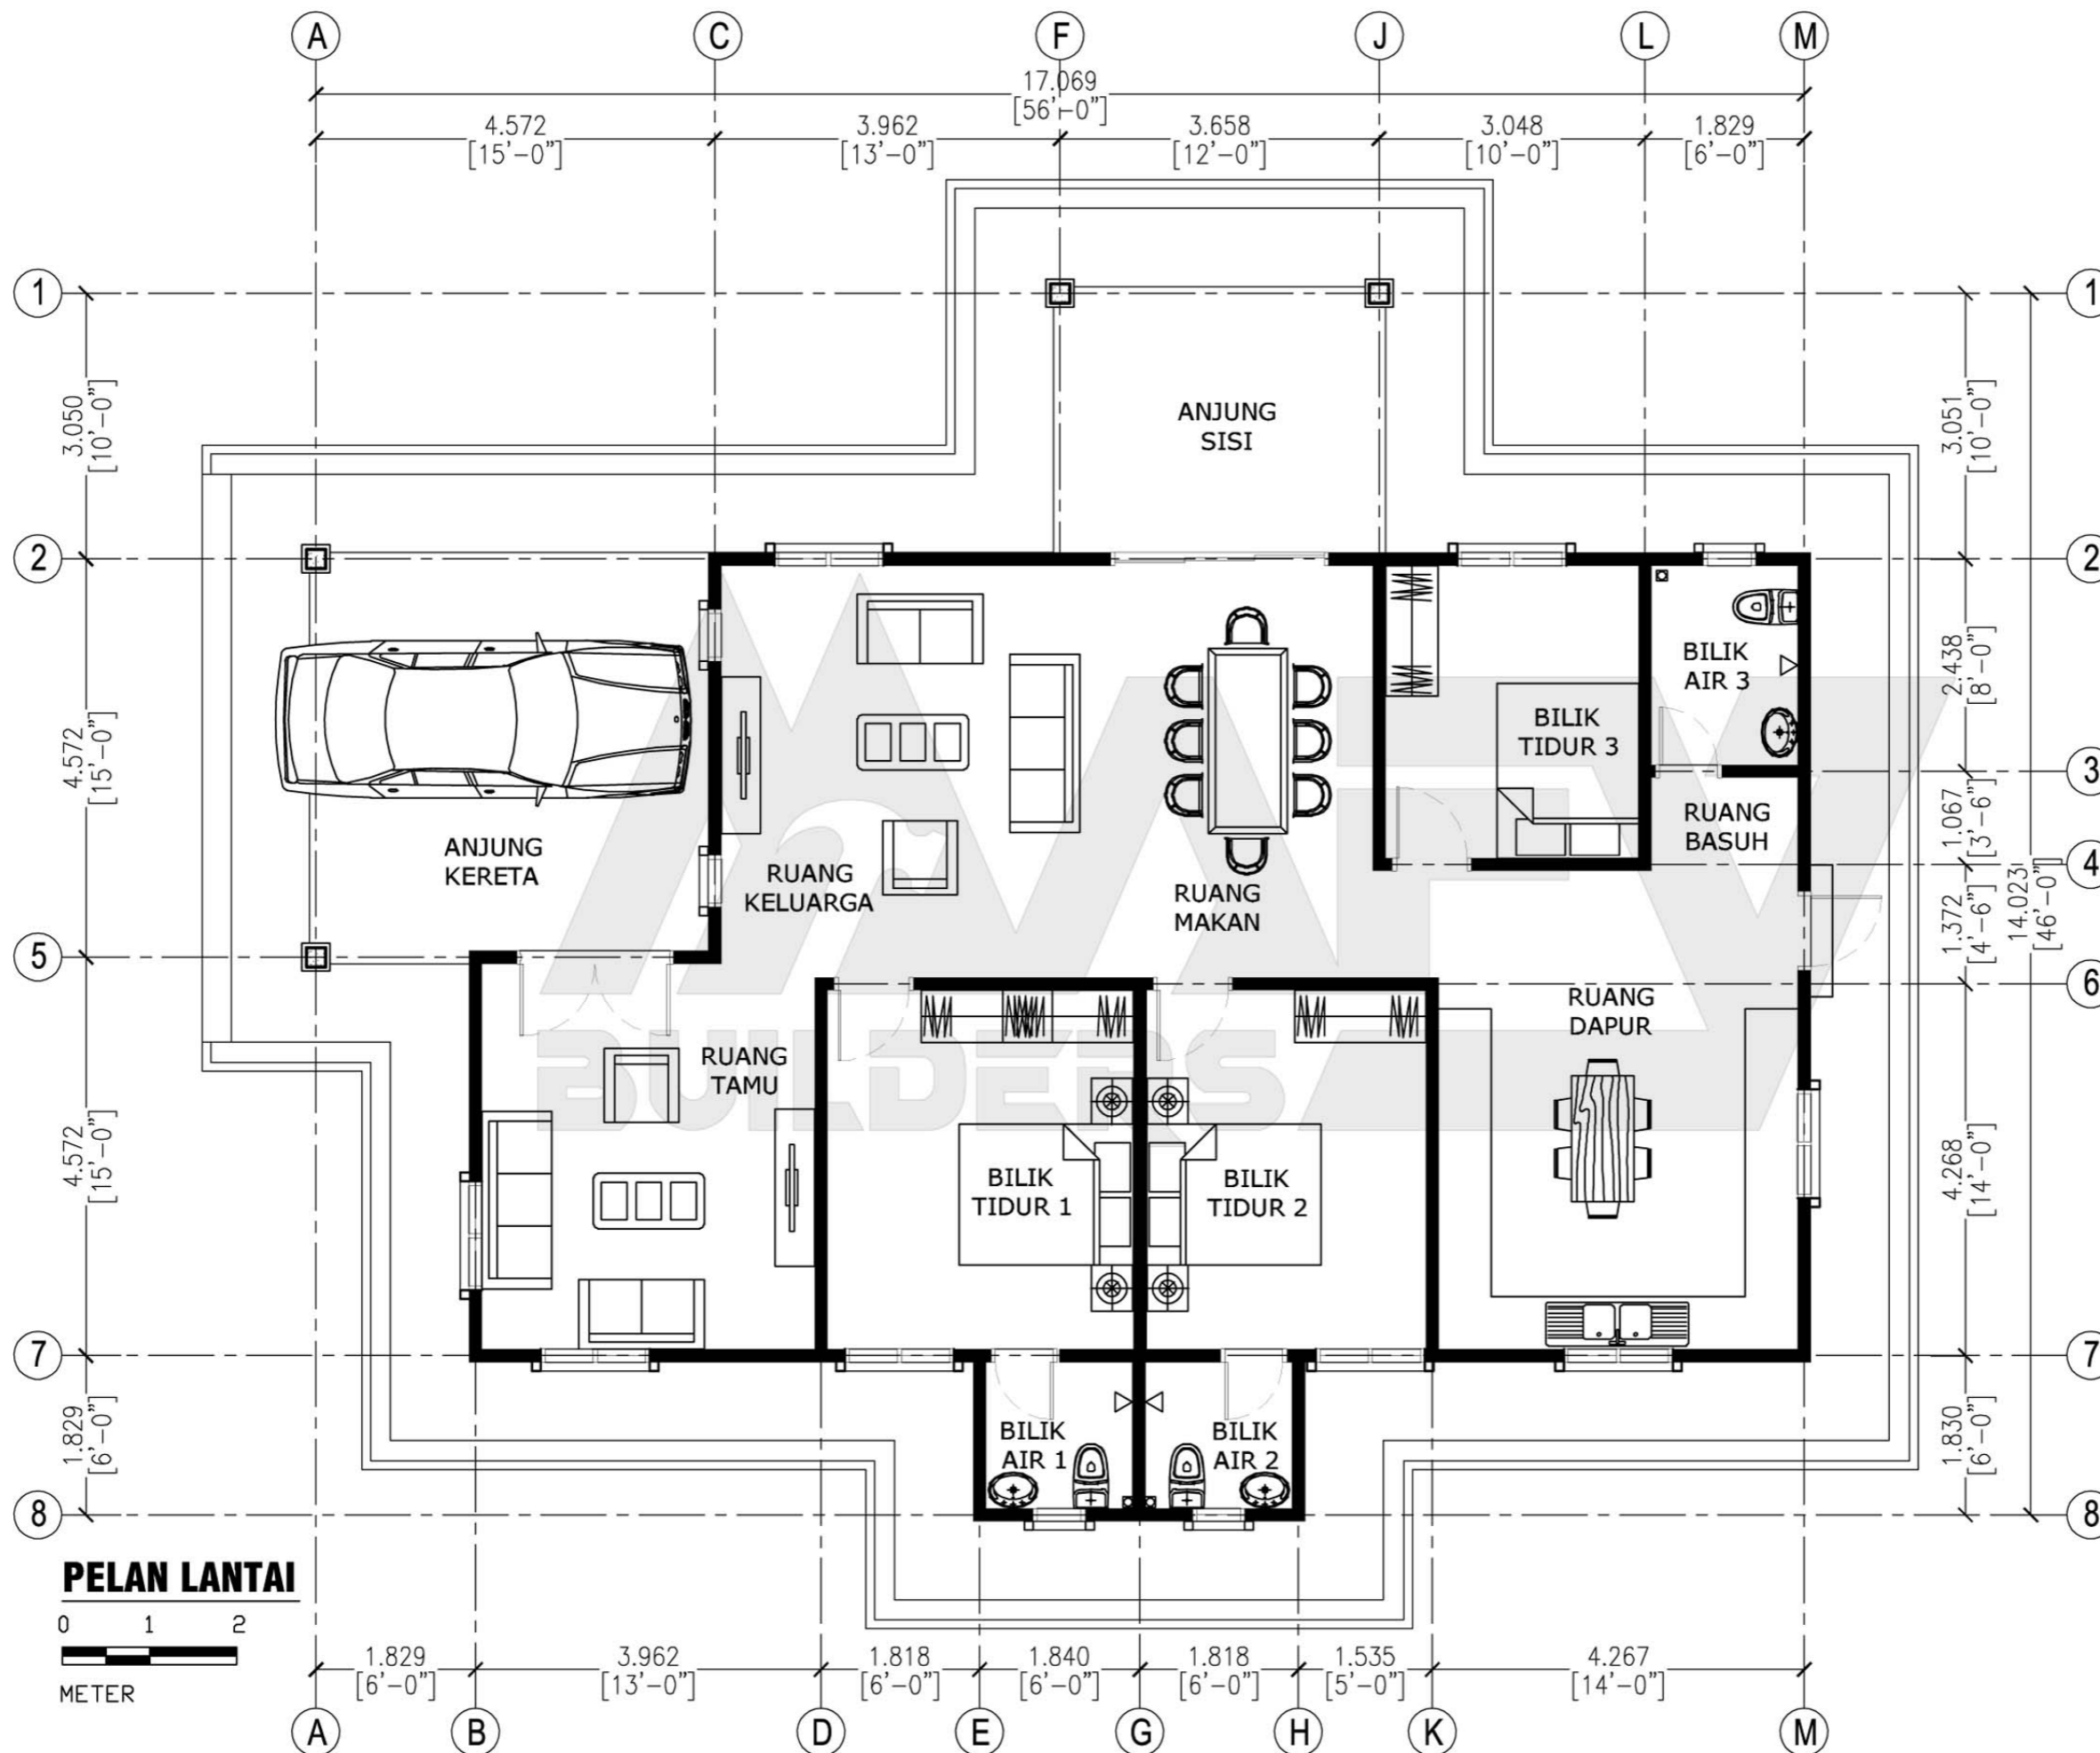 A C F J L M
17.069
[56'-0"]
4.572 3.962 3.658 3.048 1.829
[15'-0"] [13'-0"] [12'-0"] [10'-0"] [6'-0"]
1 1
3.050
[10'-0"]
ANJUNG
SISI
3.051
[10'-0"]
2 2
4.572
[15'-0"]
BILIK
AIR 3
2.438
[8'-0"]
BILIK
TIDUR 3
3
RUANG
BASUH
1.067
[3'-6"]
ANJUNG
KERETA
RUANG
KELUARGA
RUANG
MAKAN
4
1.372
[4'-6"]
14.023
[46'-0"]
5 6
RUANG
DAPUR
RUANG
TAMU
MTV
BUILDERS
4.572
[15'-0"]
BILIK
TIDUR 1
BILIK
TIDUR 2
4.268
[14'-0"]
7 7
1.829
[6'-0"]
BILIK
AIR 1
BILIK
AIR 2
1.830
[6'-0"]
8 8
PELAN LANTAI
0 1 2
METER
1.829 3.962 1.818 1.840 1.818 1.535 4.267
[6'-0"] [13'-0"] [6'-0"] [6'-0"] [6'-0"] [5'-0"] [14'-0"]
A B D E G H K M